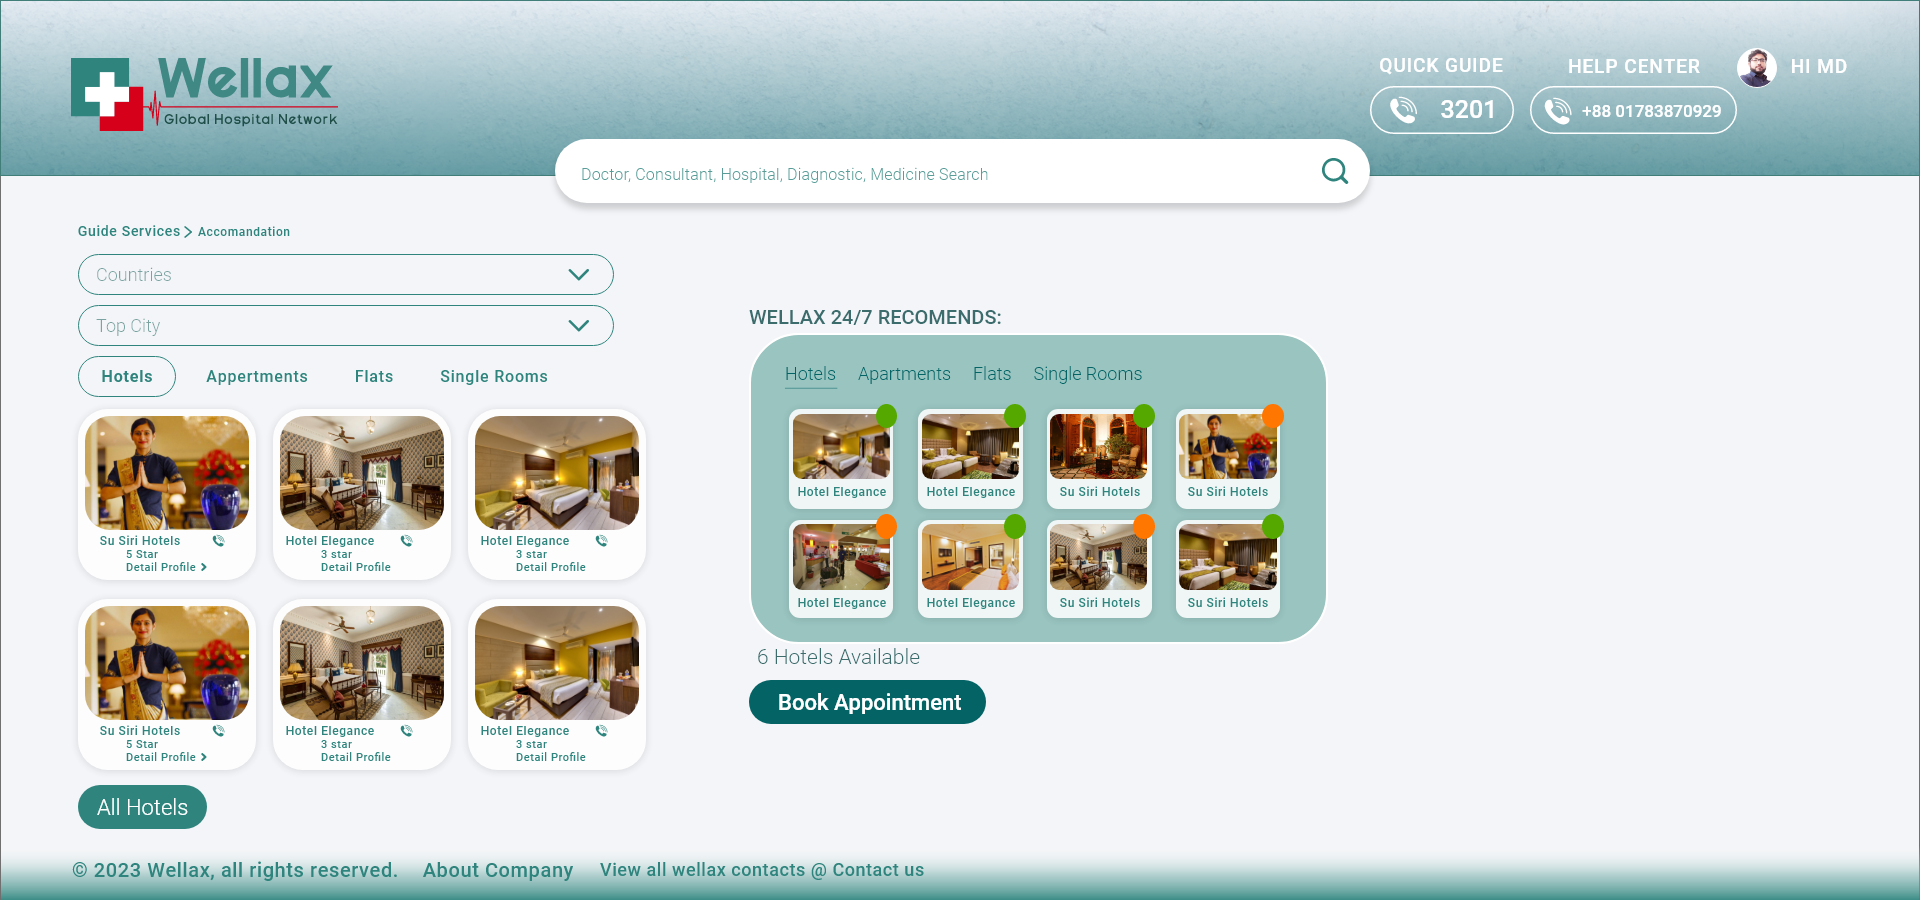 Wellax
Global Hospital Network
QUICK GUIDE
3201
HELP CENTER
+88 01783870929
HI MD
Doctor, Consultant, Hospital, Diagnostic, Medicine Search
Guide Services > Accomandation
Countries
Top City
Hotels Appertments Flats Single Rooms
Su Siri Hotels
5 Star
Detail Profile >
Hotel Elegance
3 star
Detail Profile
Hotel Elegance
3 star
Detail Profile
Su Siri Hotels
5 Star
Detail Profile >
Hotel Elegance
3 star
Detail Profile
Hotel Elegance
3 star
Detail Profile
All Hotels
WELLAX 24/7 RECOMENDS:
Hotels Apartments Flats Single Rooms
Hotel Elegance
Hotel Elegance
Su Siri Hotels
Su Siri Hotels
Hotel Elegance
Hotel Elegance
Su Siri Hotels
Su Siri Hotels
6 Hotels Available
Book Appointment
© 2023 Wellax, all rights reserved. About Company View all wellax contacts @ Contact us